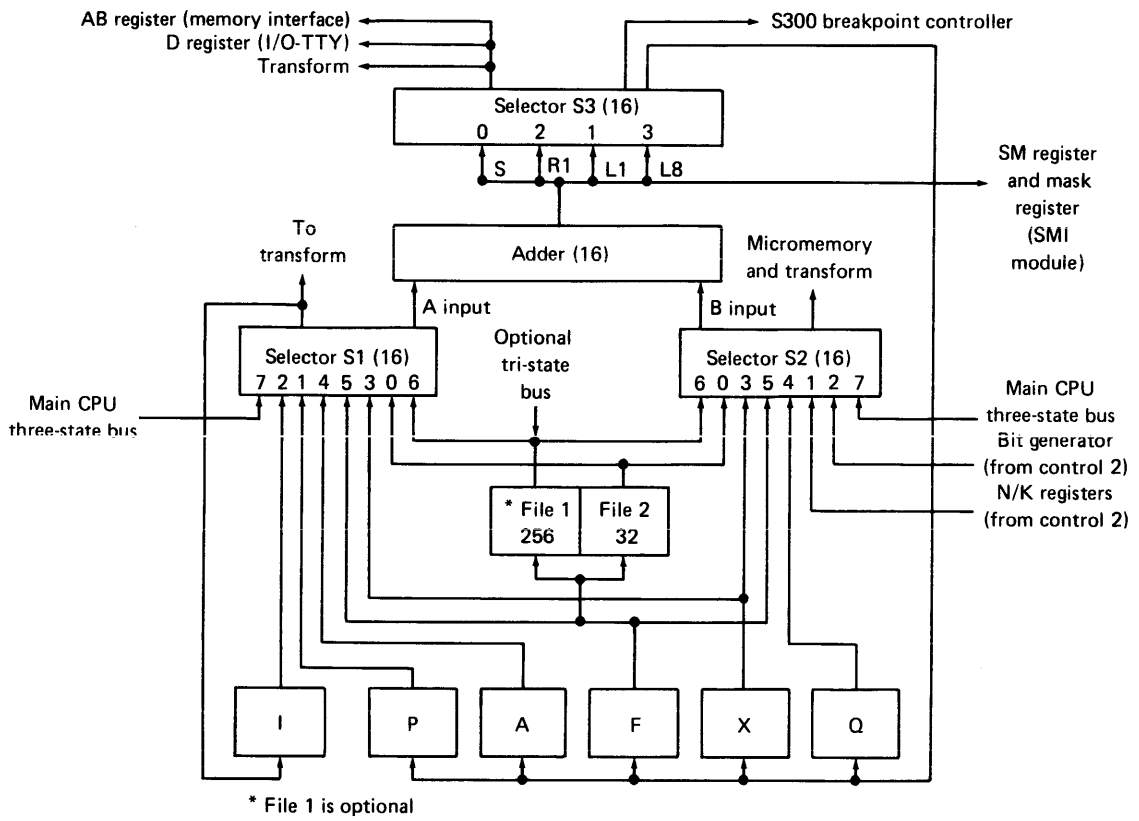 AB register (memory interface)
D register (I/O-TTY)
Transform
S300 breakpoint controller
Selector S3 (16)
0 2 1 3
S R1 L1 L8
SM register
and mask
register
(SMI
module)
To
transform
Adder (16)
Micromemory
and transform
A input
B input
Optional
tri-state
bus
Selector S1 (16)
7 2 1 4 5 3 0 6
Selector S2 (16)
6 0 3 5 4 1 2 7
Main CPU
three-state bus
Main CPU
three-state bus
Bit generator
(from control 2)
N/K registers
(from control 2)
* File 1
256
File 2
32
I
P
A
F
X
Q
* File 1 is optional